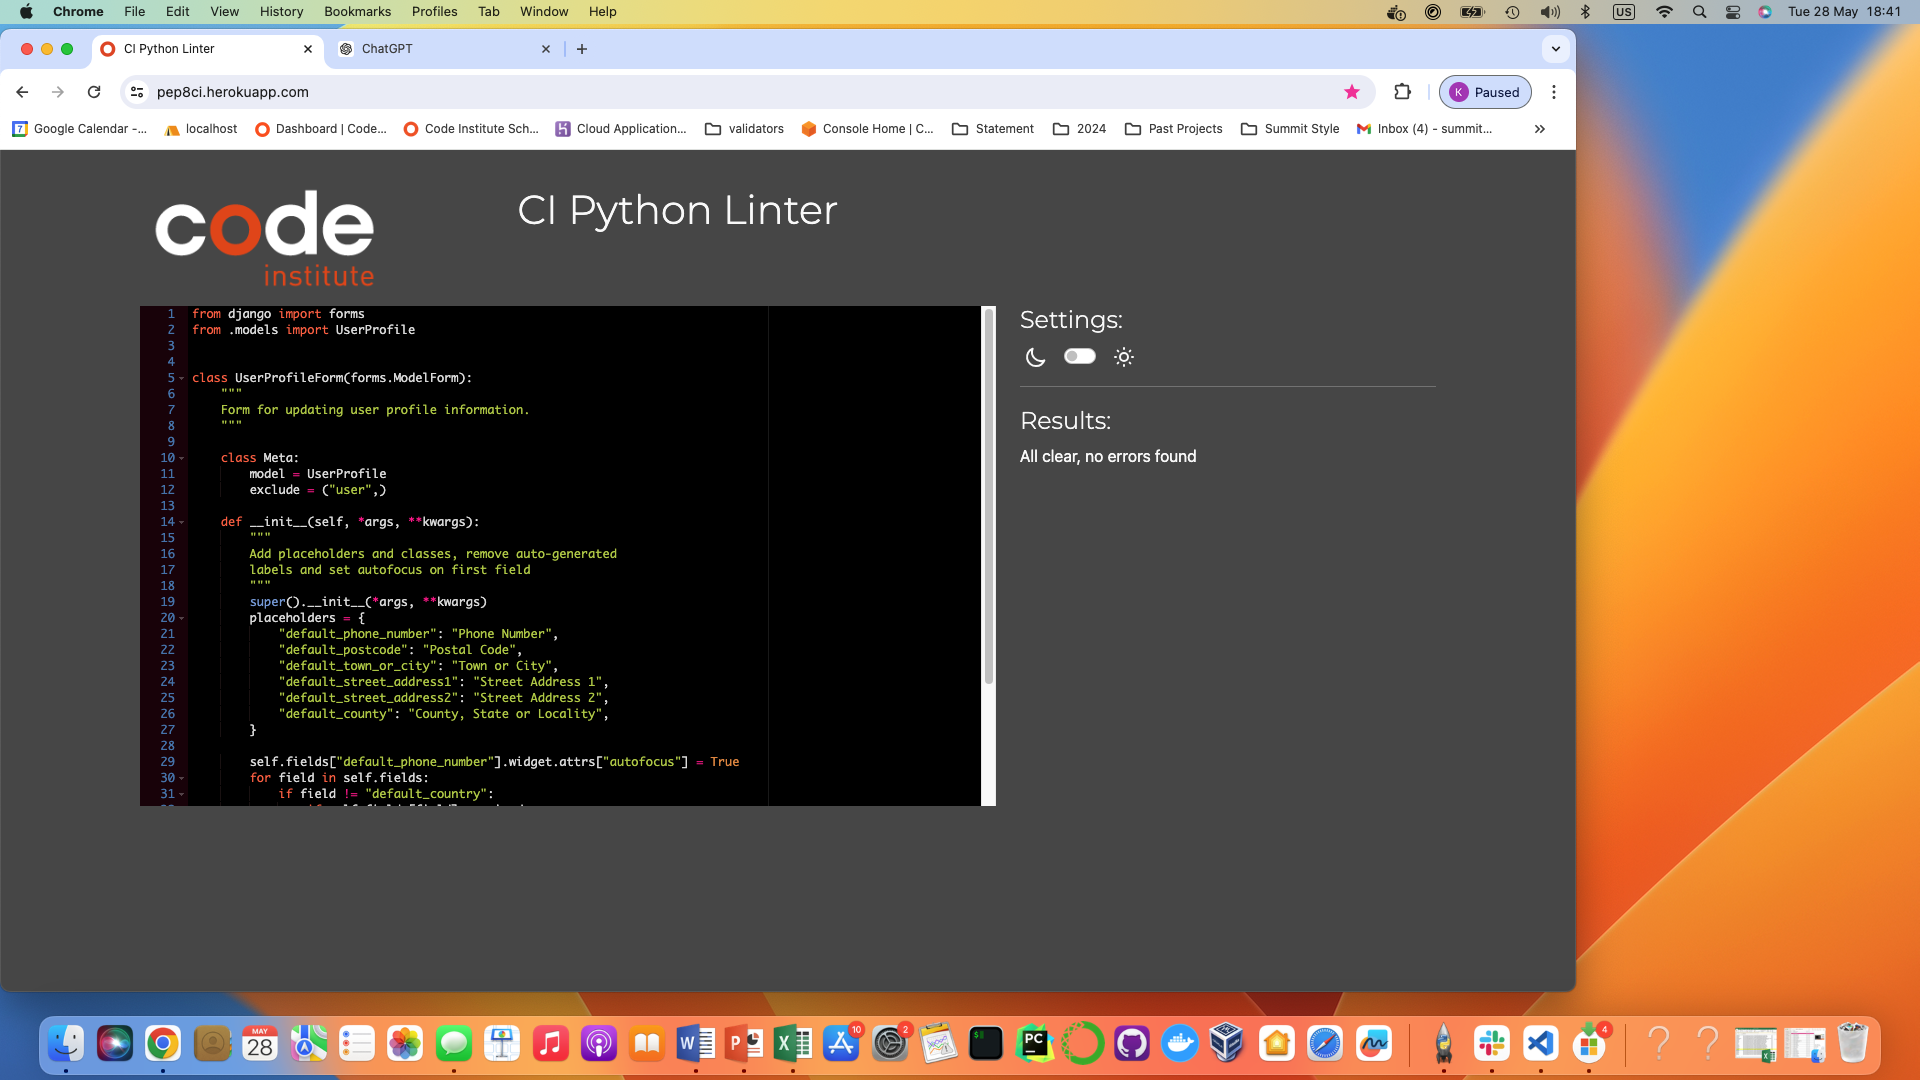 Chrome File Edit View History Bookmarks Profiles Tab Window Help US Tue 28 May 18:41
CI Python Linter ChatGPT
pep8ci.herokuapp.com K Paused
Google Calendar -... localhost Dashboard | Code... Code Institute Sch... Cloud Application... validators Console Home | C... Statement 2024 Past Projects Summit Style Inbox (4) - summit...
code
institute
CI Python Linter
1 from django import forms
2 from .models import UserProfile
3
4
5 class UserProfileForm(forms.ModelForm):
6 """
7 Form for updating user profile information.
8 """
9
10 class Meta:
11 model = UserProfile
12 exclude = ("user",)
13
14 def __init__(self, *args, **kwargs):
15 """
16 Add placeholders and classes, remove auto-generated
17 labels and set autofocus on first field
18 """
19 super().__init__(*args, **kwargs)
20 placeholders = {
21 "default_phone_number": "Phone Number",
22 "default_postcode": "Postal Code",
23 "default_town_or_city": "Town or City",
24 "default_street_address1": "Street Address 1",
25 "default_street_address2": "Street Address 2",
26 "default_county": "County, State or Locality",
27 }
28
29 self.fields["default_phone_number"].widget.attrs["autofocus"] = True
30 for field in self.fields:
31 if field != "default_country":
Settings:
Results:
All clear, no errors found
MAY
28
W
P
X
10
2
PC
4